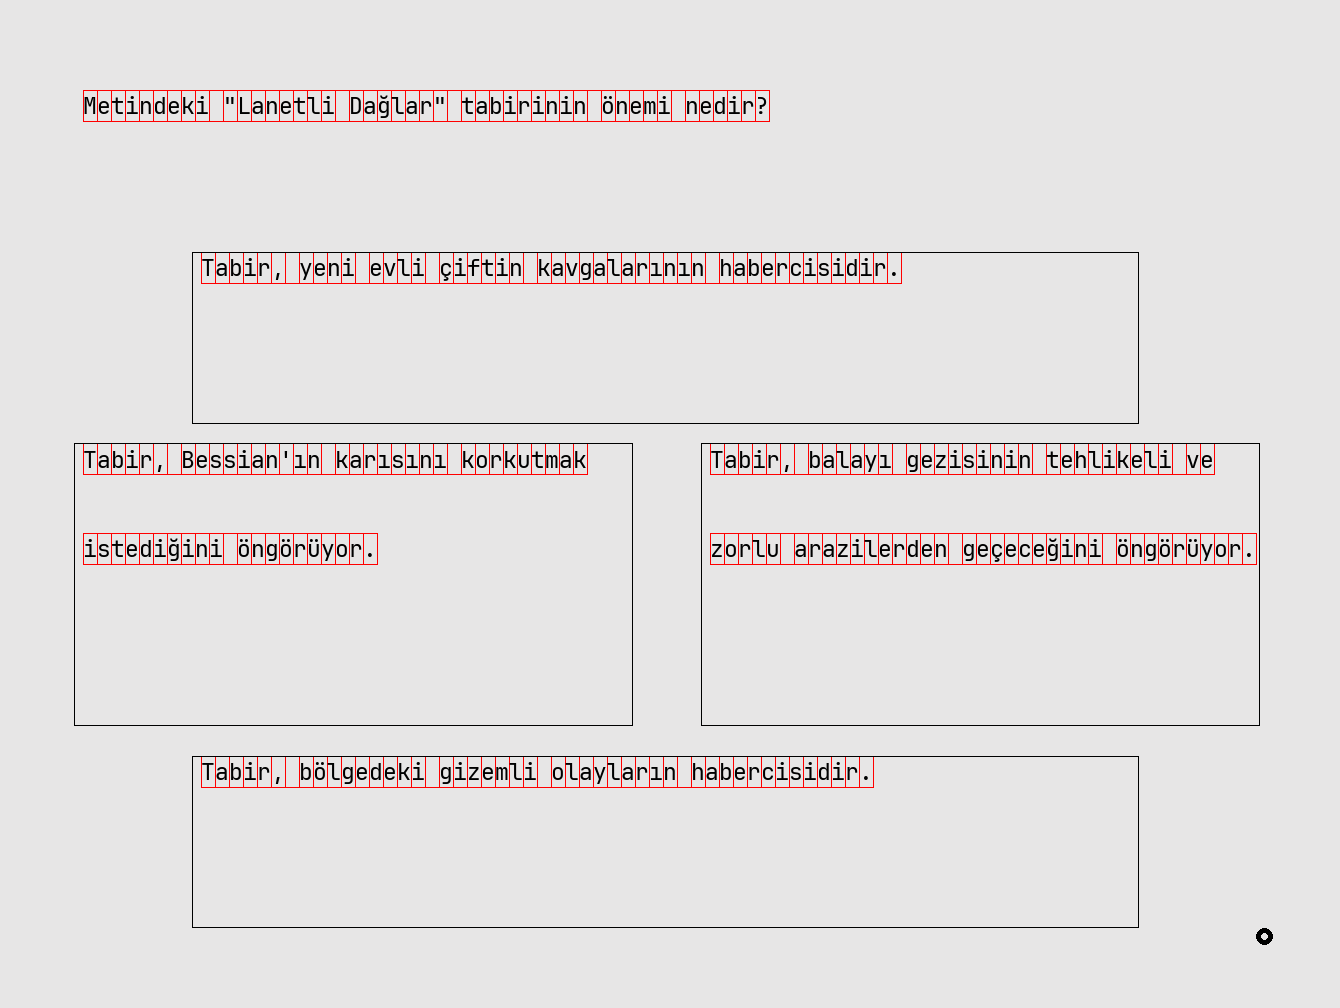 Metindeki "Lanetli Dağlar" tabirinin önemi nedir?
Tabir, yeni evli çiftin kavgalarının habercisidir.
Tabir, Bessian'ın karısını korkutmak
istediğini öngörüyor.
Tabir, balayı gezisinin tehlikeli ve
zorlu arazilerden geçeceğini öngörüyor.
Tabir, bölgedeki gizemli olayların habercisidir.